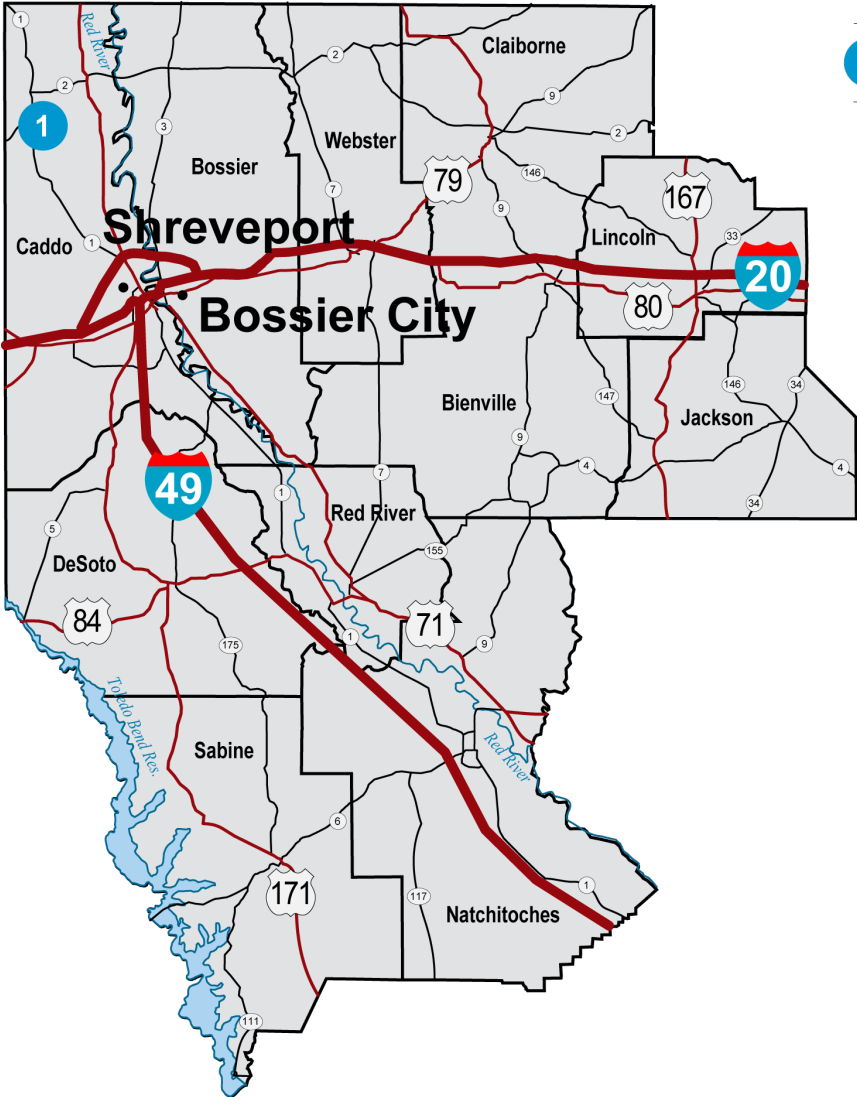 1
Red River
3
Claiborne
2
2
9
1
3
Webster
2
Bossier
146
7
79
167
9
Shreveport
Lincoln
33
Caddo
1
20
80
Bossier City
146
34
Bienville
147
Jackson
9
4
4
7
49
1
34
Red River
5
155
DeSoto
84
71
1
175
9
Toledo Bend Res.
Sabine
Red River
6
171
117
1
Natchitoches
111